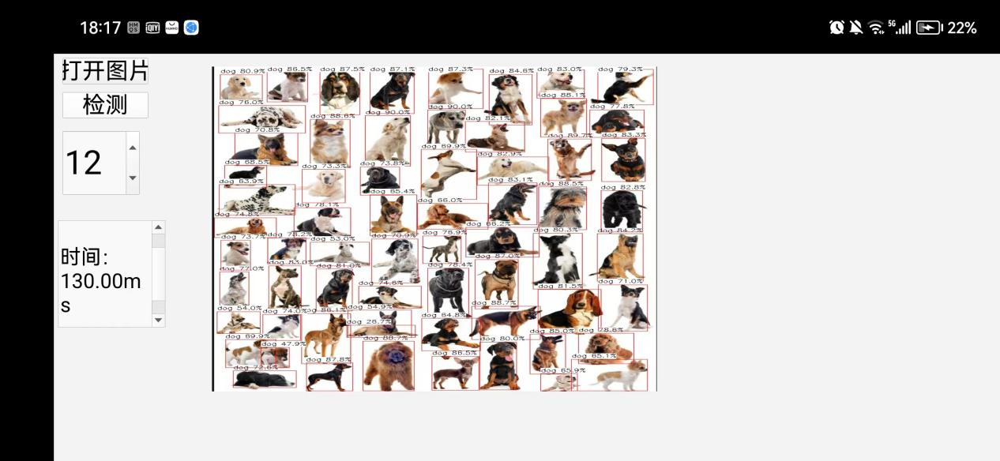 18:17
5G
22%
打开图片
检测
12
时间:
130.00m
s
dog 80.9%
dog 86.5%
dog 87.5%
dog 87.1%
dog 87.3%
dog 84.6%
dog 83.0%
dog 79.3%
dog 88.1%
dog 76.0%
dog 90.0%
dog 77.8%
dog 88.6%
dog 90.0%
dog 82.1%
dog 70.8%
dog 89.7%
dog 83.3%
dog 69.9%
dog 82.9%
dog 68.5%
dog 73.3%
dog 73.8%
dog 63.9%
dog 83.1%
dog 88.5%
dog 82.8%
dog 65.4%
dog 66.0%
dog 78.1%
dog 74.8%
dog 66.2%
dog 80.3%
dog 84.2%
dog 73.7%
dog 78.2%
dog 53.0%
dog 70.9%
dog 76.9%
dog 87.0%
dog 83.0%
dog 81.0%
dog 78.4%
dog 77.0%
dog 74.6%
dog 81.5%
dog 71.0%
dog 88.7%
dog 54.0%
dog 74.0%
dog 86.1%
dog 54.9%
dog 64.8%
dog 26.7%
dog 85.0%
dog 78.6%
dog 69.9%
dog 47.9%
dog 88.7%
dog 80.0%
dog 86.5%
dog 65.1%
dog 87.8%
dog 72.6%
dog 65.9%